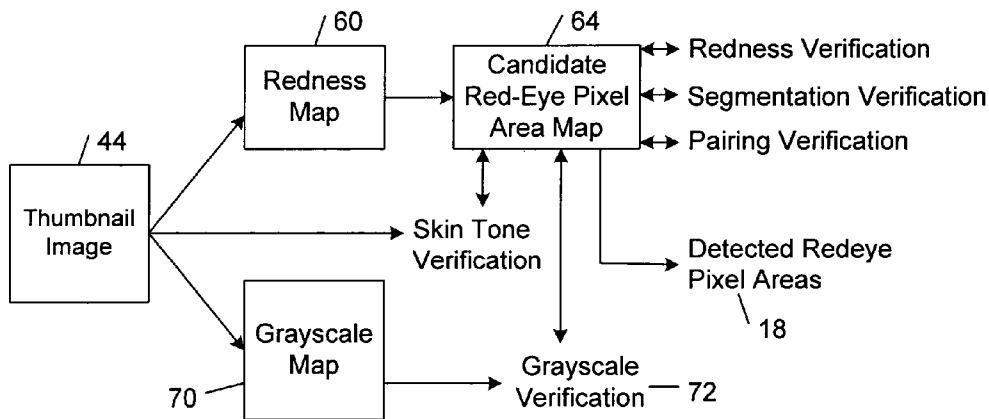 60
Redness
Map
64
Candidate
Red-Eye Pixel
Area Map
Redness Verification
Segmentation Verification
Pairing Verification
44
Thumbnail
Image
Skin Tone
Verification
Detected Redeye
Pixel Areas
18
Grayscale
Map
70
Grayscale
Verification
72